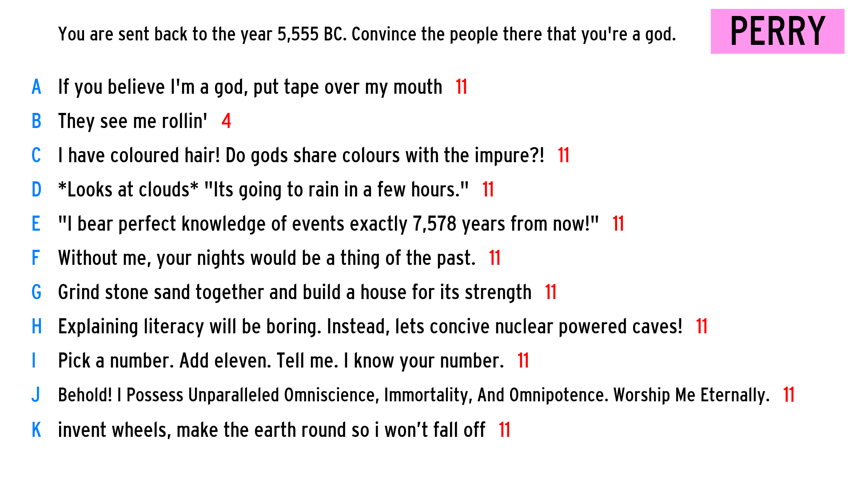 You are sent back to the year 5,555 BC. Convince the people there that you're a god.
PERRY
A If you believe I'm a god, put tape over my mouth 11
B They see me rollin' 4
C I have coloured hair! Do gods share colours with the impure?! 11
D *Looks at clouds* "Its going to rain in a few hours." 11
E "I bear perfect knowledge of events exactly 7,578 years from now!" 11
F Without me, your nights would be a thing of the past. 11
G Grind stone sand together and build a house for its strength 11
H Explaining literacy will be boring. Instead, lets concive nuclear powered caves! 11
I Pick a number. Add eleven. Tell me. I know your number. 11
J Behold! I Possess Unparalleled Omniscience, Immortality, And Omnipotence. Worship Me Eternally. 11
K invent wheels, make the earth round so i won’t fall off 11